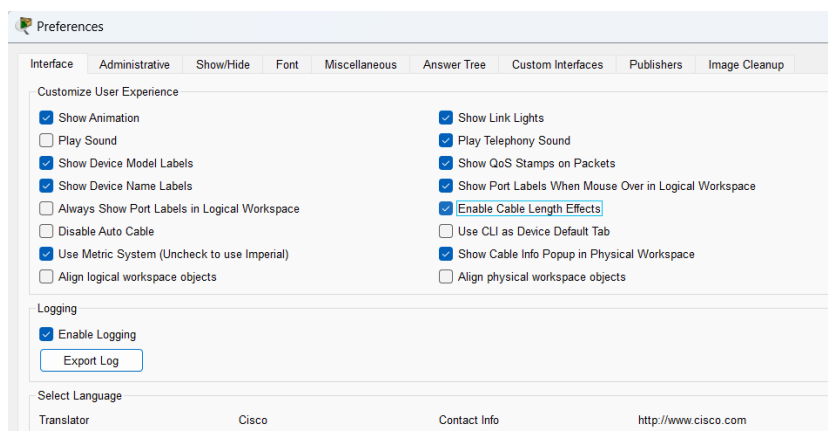 Preferences
Interface Administrative Show/Hide Font Miscellaneous Answer Tree Custom Interfaces Publishers Image Cleanup
Customize User Experience
Show Animation Show Link Lights
Play Sound Play Telephony Sound
Show Device Model Labels Show QoS Stamps on Packets
Show Device Name Labels Show Port Labels When Mouse Over in Logical Workspace
Always Show Port Labels in Logical Workspace Enable Cable Length Effects
Disable Auto Cable Use CLI as Device Default Tab
Use Metric System (Uncheck to use Imperial) Show Cable Info Popup in Physical Workspace
Align logical workspace objects Align physical workspace objects
Logging
Enable Logging
Export Log
Select Language
Translator Cisco Contact Info http://www.cisco.com